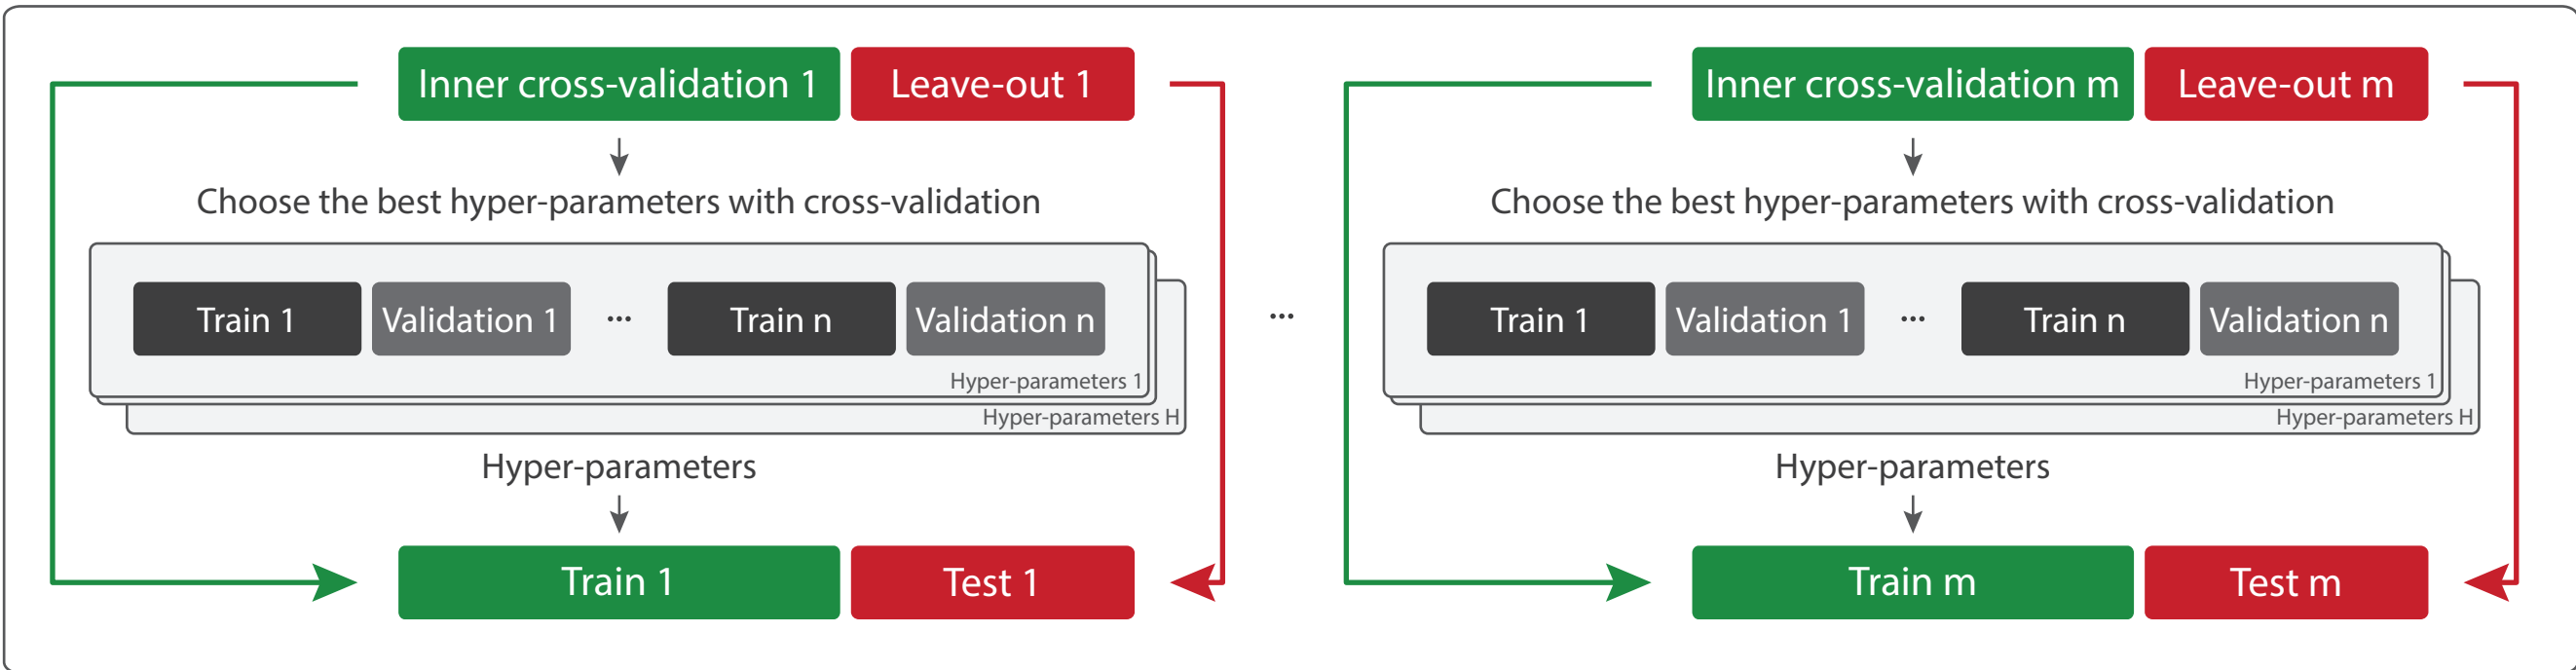 Inner cross-validation 1
Leave-out 1
Choose the best hyper-parameters with cross-validation
Train 1
Validation 1
...
Train n
Validation n
Hyper-parameters 1
Hyper-parameters H
Hyper-parameters
Train 1
Test 1
...
Inner cross-validation m
Leave-out m
Choose the best hyper-parameters with cross-validation
Train 1
Validation 1
...
Train n
Validation n
Hyper-parameters 1
Hyper-parameters H
Hyper-parameters
Train m
Test m